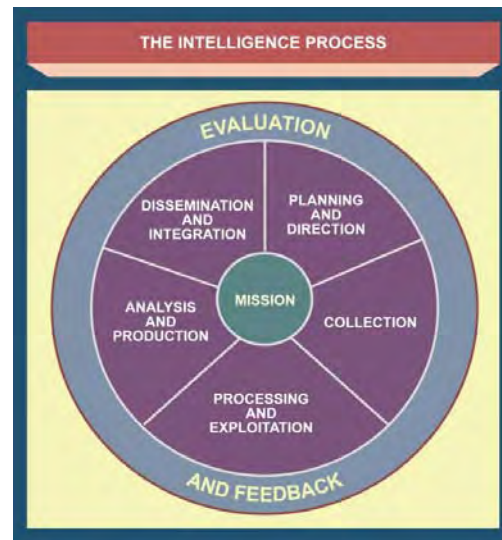 THE INTELLIGENCE PROCESS
EVALUATION
DISSEMINATION
AND
INTEGRATION
PLANNING
AND
DIRECTION
MISSION
ANALYSIS
AND
PRODUCTION
COLLECTION
PROCESSING
AND
EXPLOITATION
AND FEEDBACK